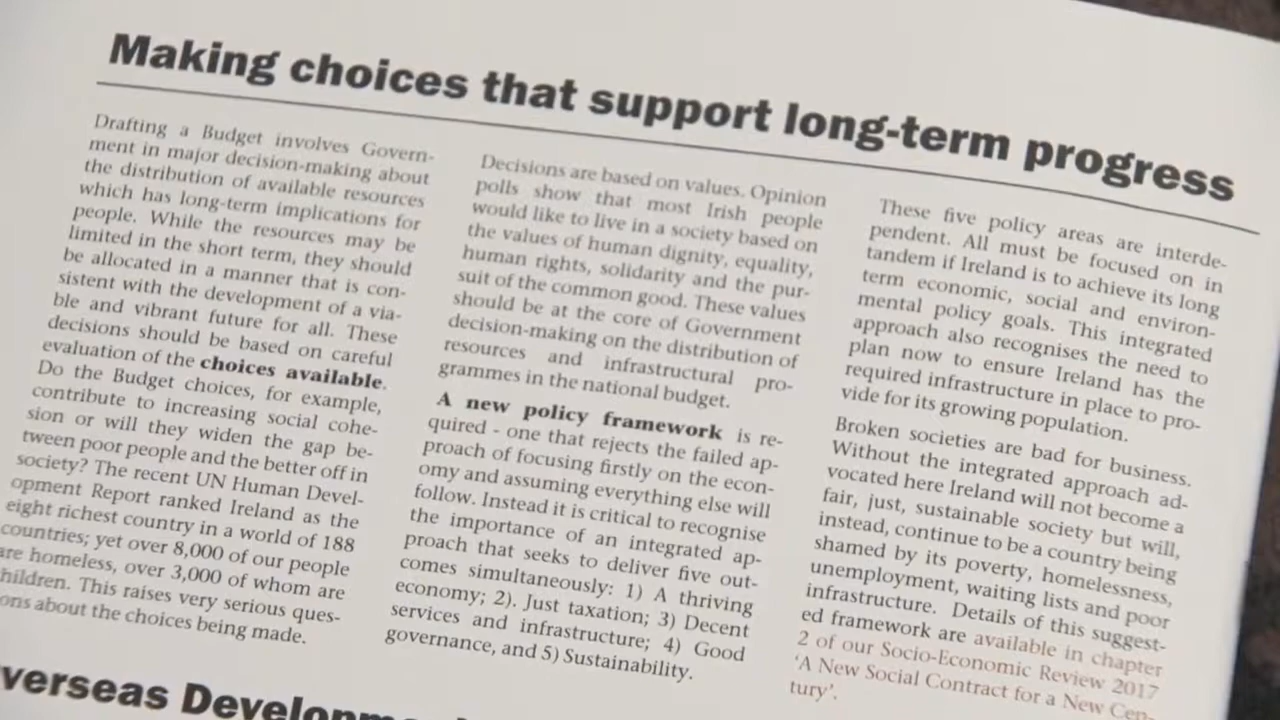 Making choices that support long-term progress
Drafting a Budget involves Govern-
ment in major decision-making about
the distribution of available resources
which has long-term implications for
people. While the resources may be
limited in the short term, they should
be allocated in a manner that is con-
sistent with the development of a via-
ble and vibrant future for all. These
decisions should be based on careful
evaluation of the choices available.
Do the Budget choices, for example,
contribute to increasing social cohe-
sion or will they widen the gap be-
tween poor people and the better off in
society? The recent UN Human Devel-
opment Report ranked Ireland as the
eight richest country in a world of 188
countries; yet over 8,000 of our people
are homeless, over 3,000 of whom are
hildren. This raises very serious ques-
ons about the choices being made.
Decisions are based on values. Opinion
polls show that most Irish people
would like to live in a society based on
the values of human dignity, equality,
human rights, solidarity and the pur-
suit of the common good. These values
should be at the core of Government
decision-making on the distribution of
resources and infrastructural pro-
grammes in the national budget.
A new policy framework is re-
quired - one that rejects the failed ap-
proach of focusing firstly on the econ-
omy and assuming everything else will
follow. Instead it is critical to recognise
the importance of an integrated ap-
proach that seeks to deliver five out-
comes simultaneously: 1) A thriving
economy; 2). Just taxation; 3) Decent
services and infrastructure; 4) Good
governance, and 5) Sustainability.
These five policy areas are interde-
pendent. All must be focused on in
tandem if Ireland is to achieve its long
term economic, social and environ-
mental policy goals. This integrated
approach also recognises the need to
plan now to ensure Ireland has the
required infrastructure in place to pro-
vide for its growing population.
Broken societies are bad for business.
Without the integrated approach ad-
vocated here Ireland will not become a
fair, just, sustainable society but will,
instead, continue to be a country being
shamed by its poverty, homelessness,
unemployment, waiting lists and poor
infrastructure. Details of this suggest-
ed framework are available in chapter
2 of our Socio-Economic Review 2017
'A New Social Contract for a New Cen-
tury'.
verseas Developm